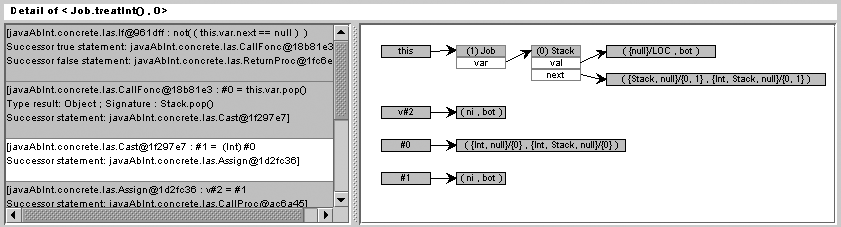 Detail of < Job.treatInt() , 0>
[javaAbInt.concrete.las.If@961dff : not( ( this.var.next == null ) )
Successor true statement: javaAbInt.concrete.las.CallFonc@18b81e3
Successor false statement: javaAbInt.concrete.las.ReturnProc@1fc6e
[javaAbInt.concrete.las.CallFonc@18b81e3 : #0 = this.var.pop()
Type result: Object ; Signature : Stack.pop()
Successor statement: javaAbInt.concrete.las.Cast@1f297e7]
[javaAbInt.concrete.las.Cast@1f297e7 : #1 = (Int) #0
Successor statement: javaAbInt.concrete.las.Assign@1d2fc36]
[javaAbInt.concrete.las.Assign@1d2fc36 : v#2 = #1
Successor statement: javaAbInt.concrete.las.CallProc@ac6a45]
this
(1) Job
var
(0) Stack
val
next
( {null}/LOC , bot )
( {Stack, null}/{0, 1} , {Int, Stack, null}/{0, 1} )
v#2
( ni , bot )
#0
( {Int, null}/{0} , {Int, Stack, null}/{0} )
#1
( ni , bot )